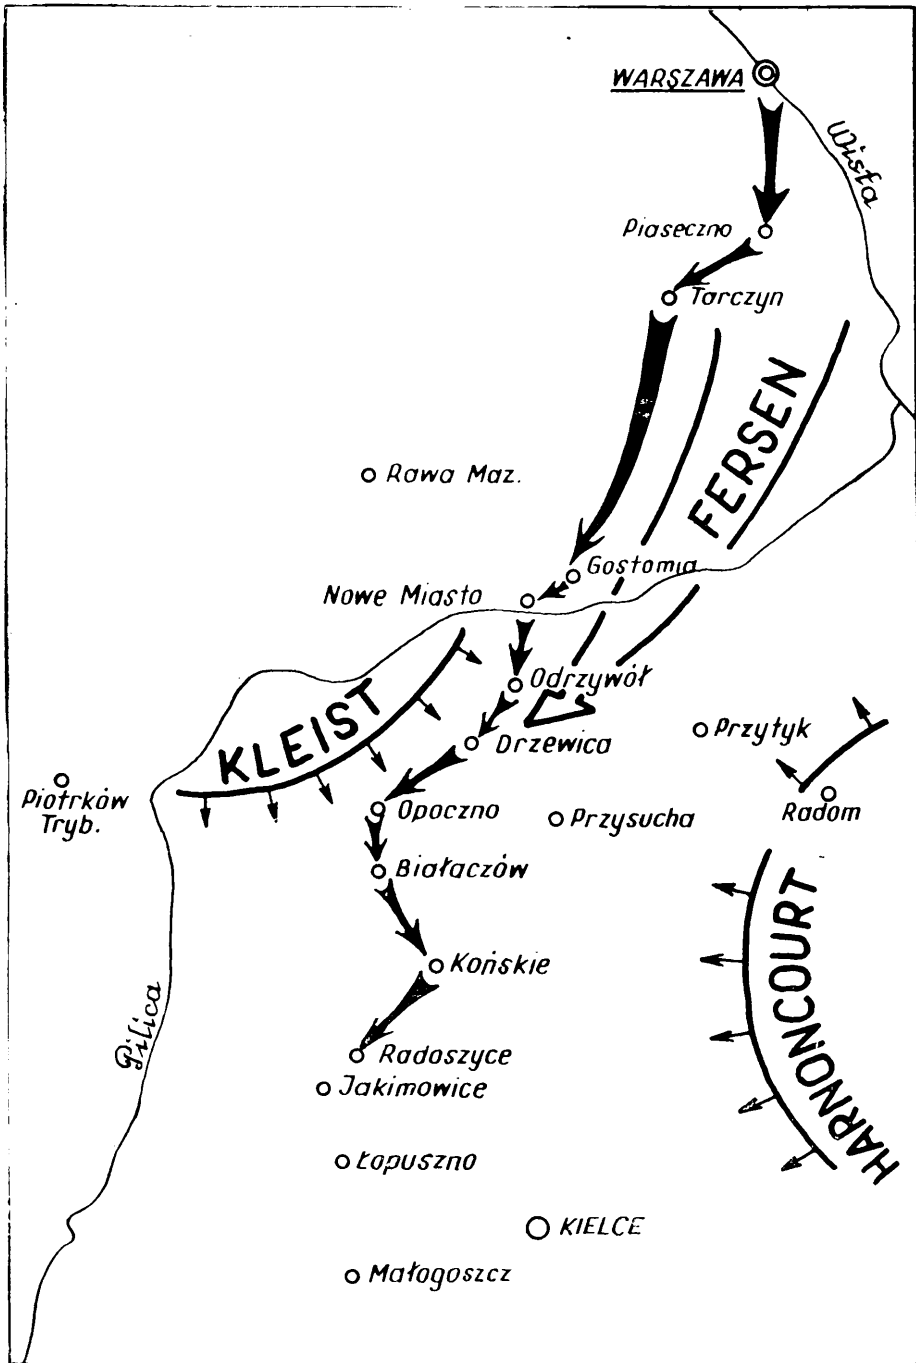 WARSZAWA
Wisła
Piaseczno
Tarczyn
FERSEN
Rawa Maz.
Gostomia
Nowe Miasto
Odrzywół
KLEIST
Przytyk
Drzewica
Piotrków
Tryb.
Opoczno
Przysucha
Radom
Białaczów
HARNONCOURT
Końskie
Pilica
Radoszyce
Jakimowice
Łopuszno
KIELCE
Małogoszcz